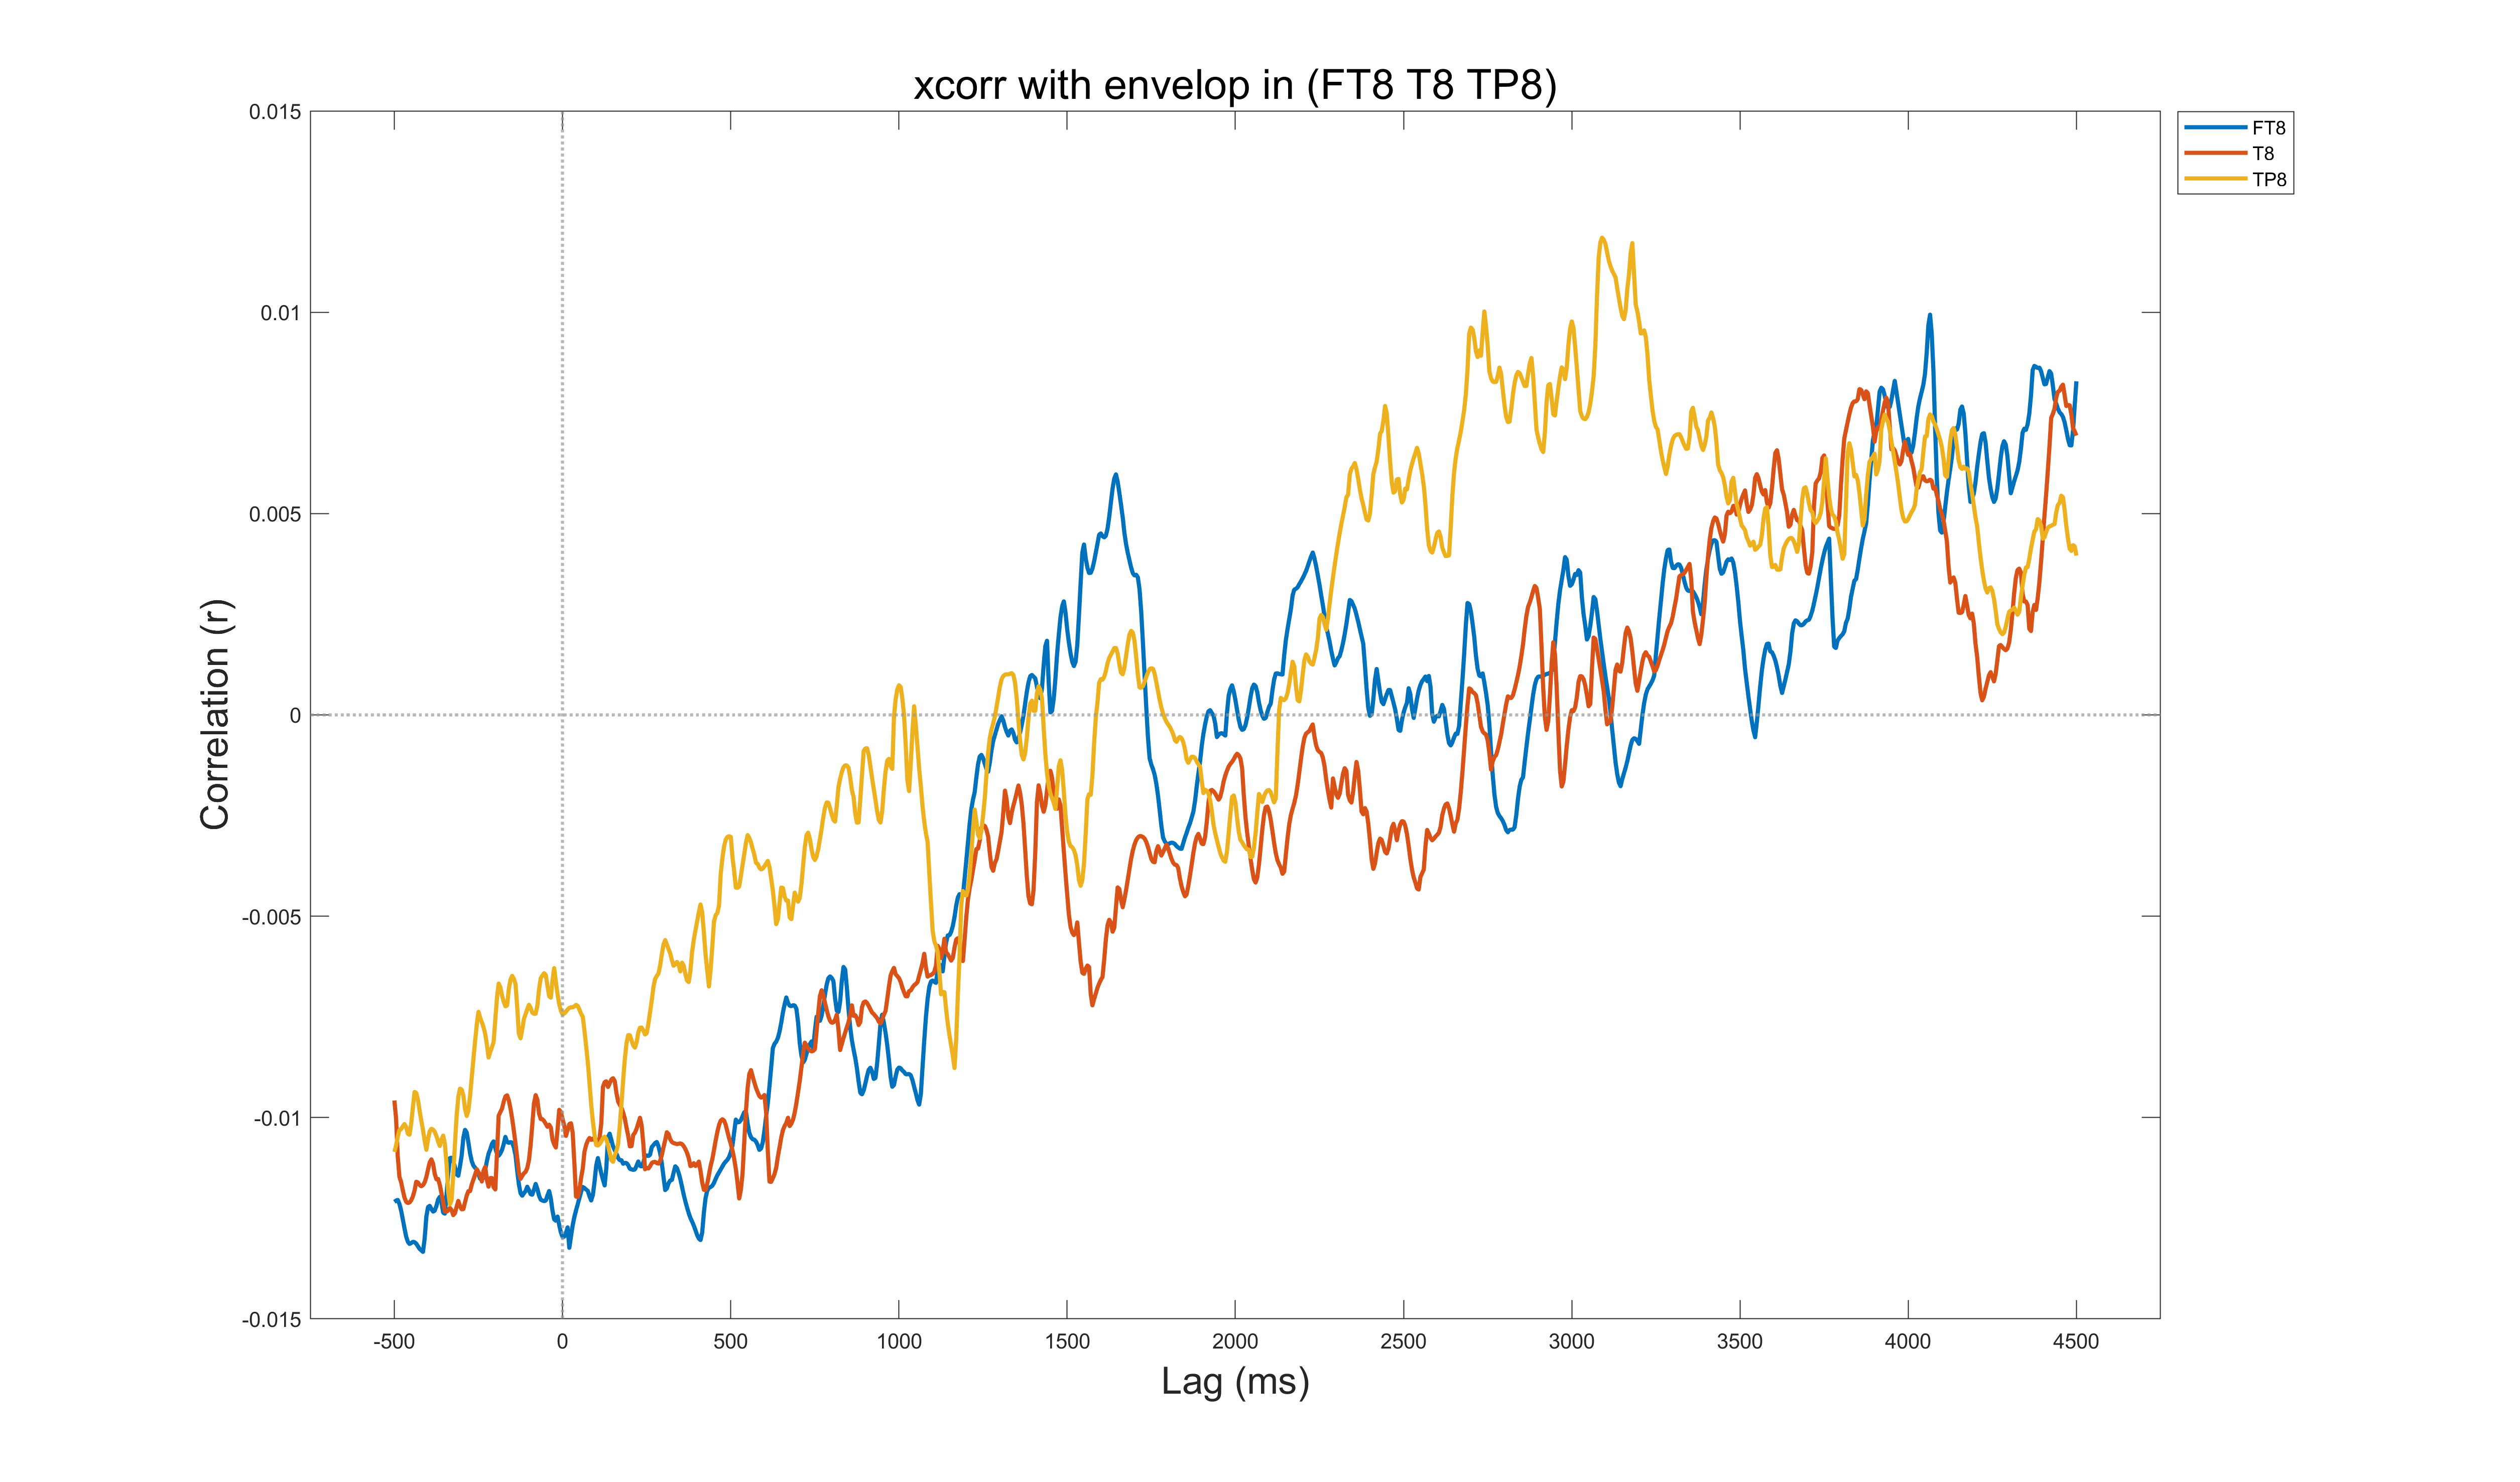 xcorr with envelop in (FT8 T8 TP8)
FT8
T8
TP8
0.015
0.01
0.005
0
-0.005
-0.01
-0.015
Correlation (r)
-500 0 500 1000 1500 2000 2500 3000 3500 4000 4500
Lag (ms)